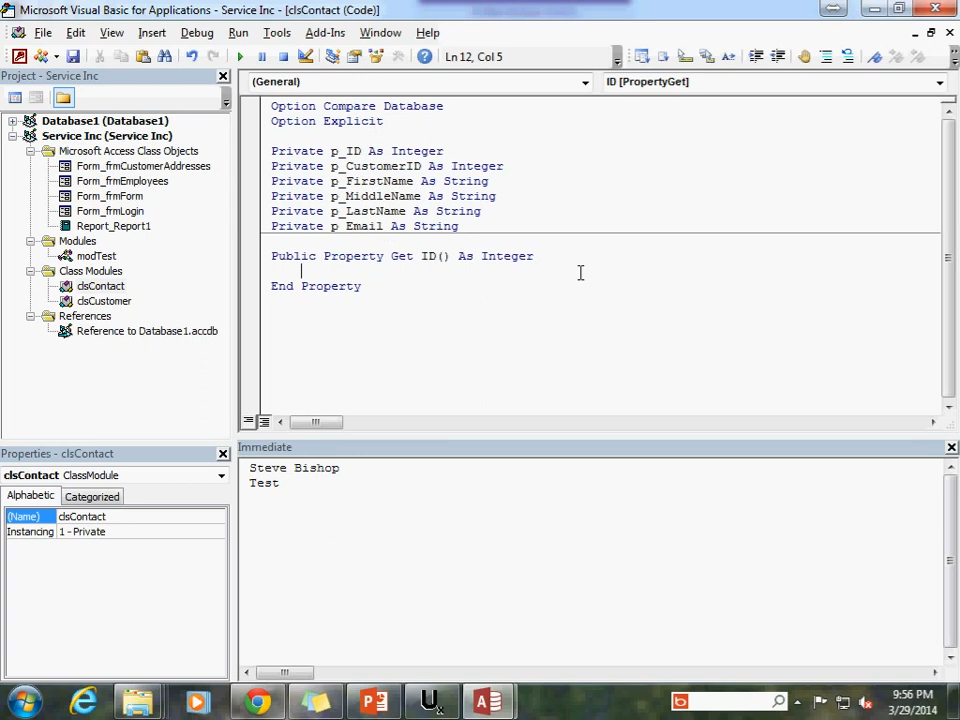 Microsoft Visual Basic for Applications - Service Inc - [clsContact (Code)]
File Edit View Insert Debug Run Tools Add-Ins Window Help
Ln 12, Col 5
Project - Service Inc
(General)
ID [PropertyGet]
Database1 (Database1)
Service Inc (Service Inc)
Microsoft Access Class Objects
Form_frmCustomerAddresses
Form_frmEmployees
Form_frmForm
Form_frmLogin
Report_Report1
Modules
modTest
Class Modules
clsContact
clsCustomer
References
Reference to Database1.accdb
Option Compare Database
Option Explicit
Private p_ID As Integer
Private p_CustomerID As Integer
Private p_FirstName As String
Private p_MiddleName As String
Private p_LastName As String
Private p_Email As String
Public Property Get ID() As Integer
End Property
Properties - clsContact
clsContact ClassModule
Alphabetic Categorized
(Name) clsContact
Instancing 1 - Private
Immediate
Steve Bishop
Test
9:56 PM
3/29/2014